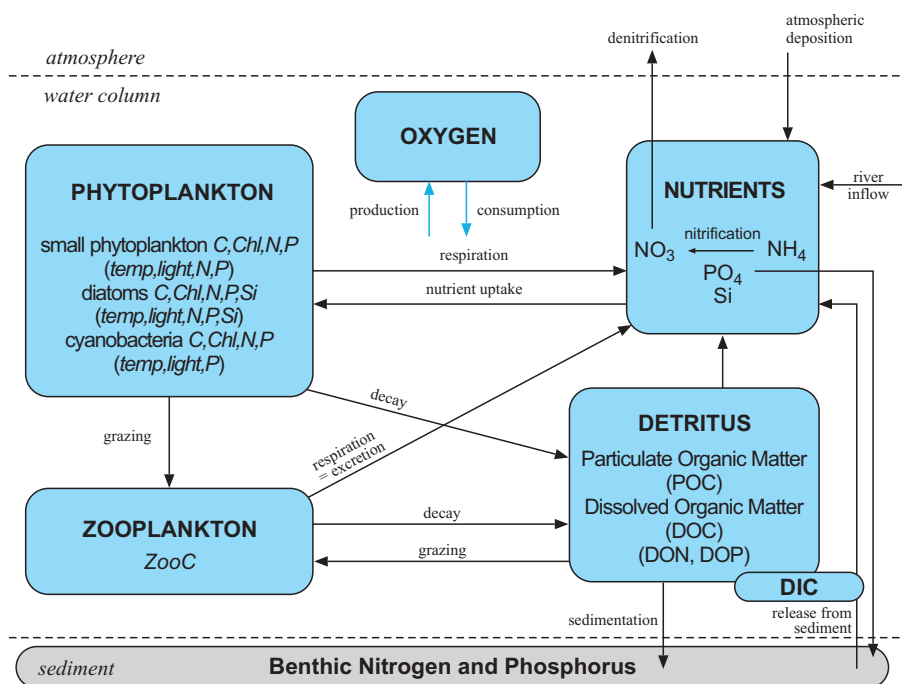 denitrification
atmospheric
deposition
atmosphere
water column
OXYGEN
production
consumption
PHYTOPLANKTON
small phytoplankton C,Chl,N,P
(temp,light,N,P)
diatoms C,Chl,N,P,Si
(temp,light,N,P,Si)
cyanobacteria C,Chl,N,P
(temp,light,P)
NUTRIENTS
nitrification
NO3
NH4
PO4
Si
river
inflow
respiration
nutrient uptake
decay
grazing
respiration
= excretion
DETRITUS
Particulate Organic Matter
(POC)
Dissolved Organic Matter
(DOC)
(DON, DOP)
DIC
ZOOPLANKTON
ZooC
decay
grazing
sedimentation
release from
sediment
sediment
Benthic Nitrogen and Phosphorus